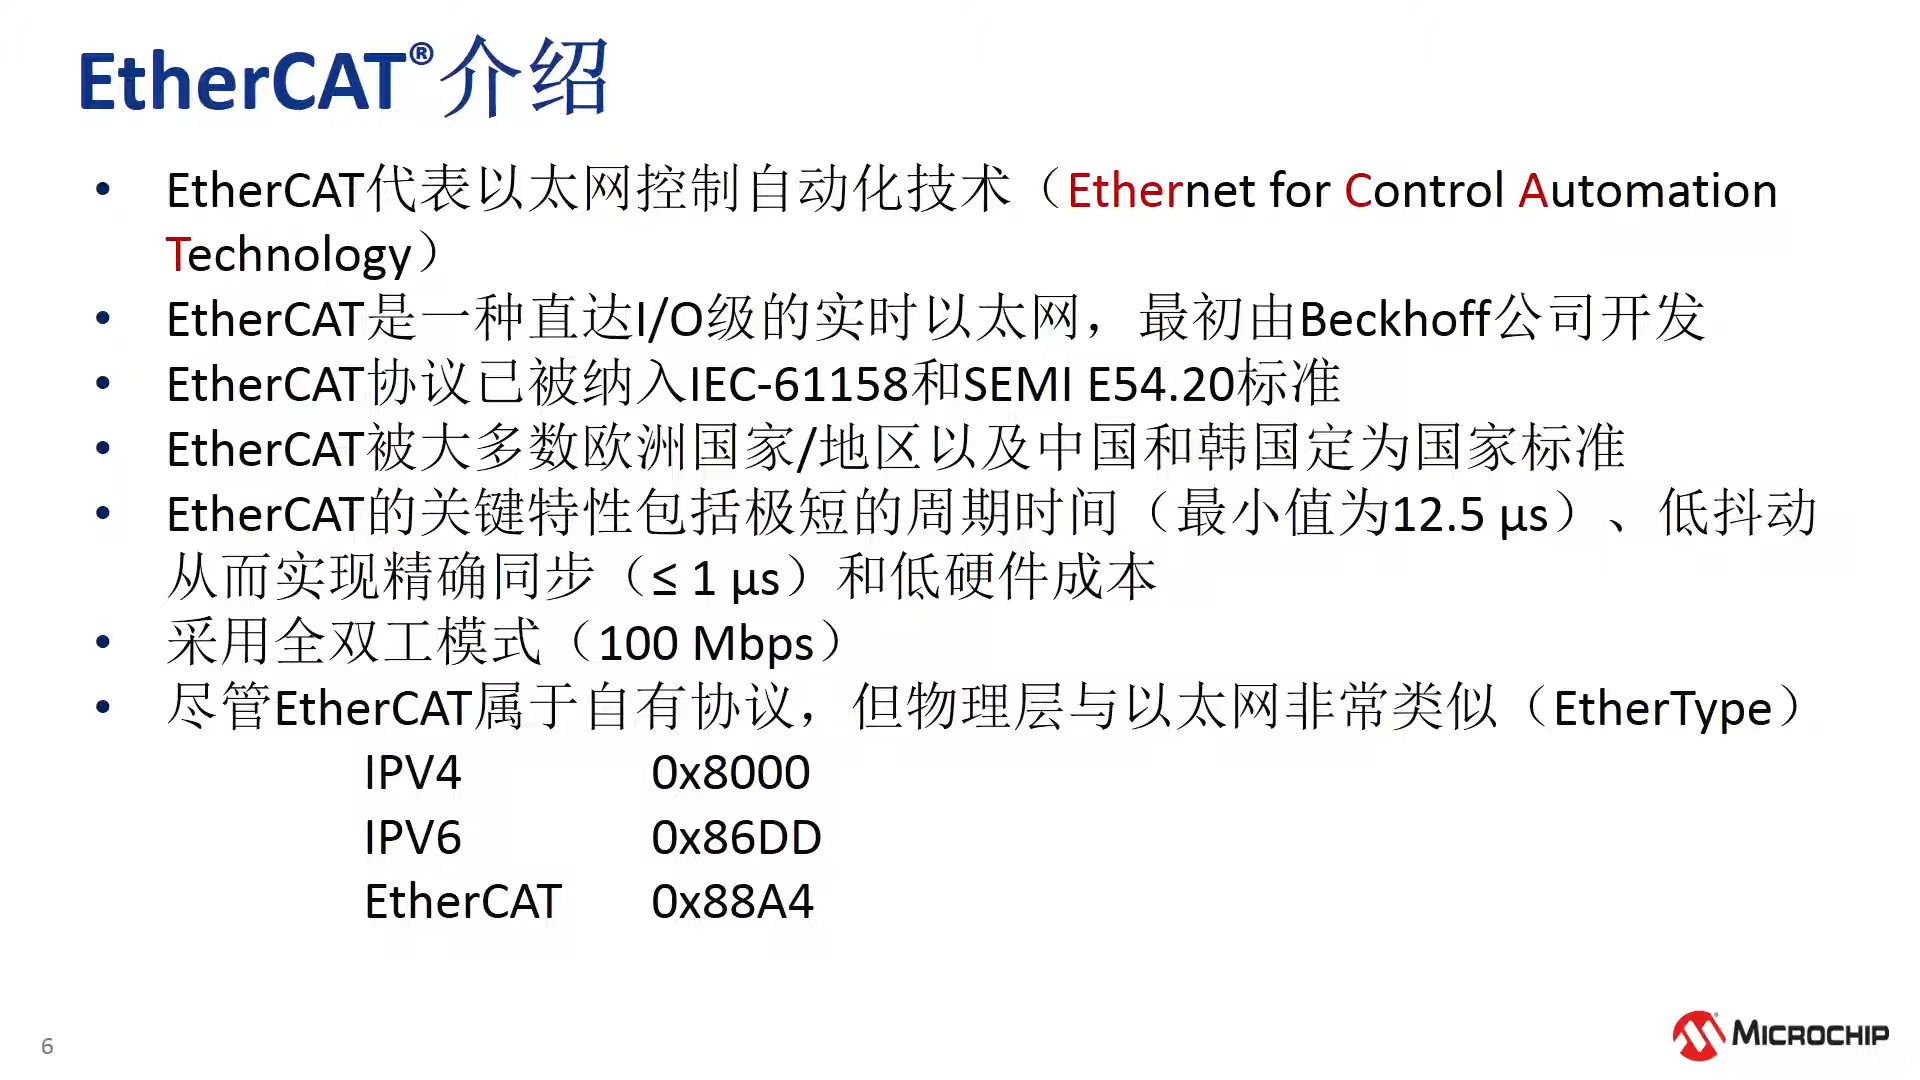 EtherCAT®介绍
• EtherCAT代表以太网控制自动化技术（Ethernet for Control Automation
Technology）
• EtherCAT是一种直达I/O级的实时以太网，最初由Beckhoff公司开发
• EtherCAT协议已被纳入IEC-61158和SEMI E54.20标准
• EtherCAT被大多数欧洲国家/地区以及中国和韩国定为国家标准
• EtherCAT的关键特性包括极短的周期时间（最小值为12.5 µs）、低抖动
从而实现精确同步（≤ 1 µs）和低硬件成本
• 采用全双工模式（100 Mbps）
• 尽管EtherCAT属于自有协议，但物理层与以太网非常类似（EtherType）
IPV4 0x8000
IPV6 0x86DD
EtherCAT 0x88A4
6
MICROCHIP